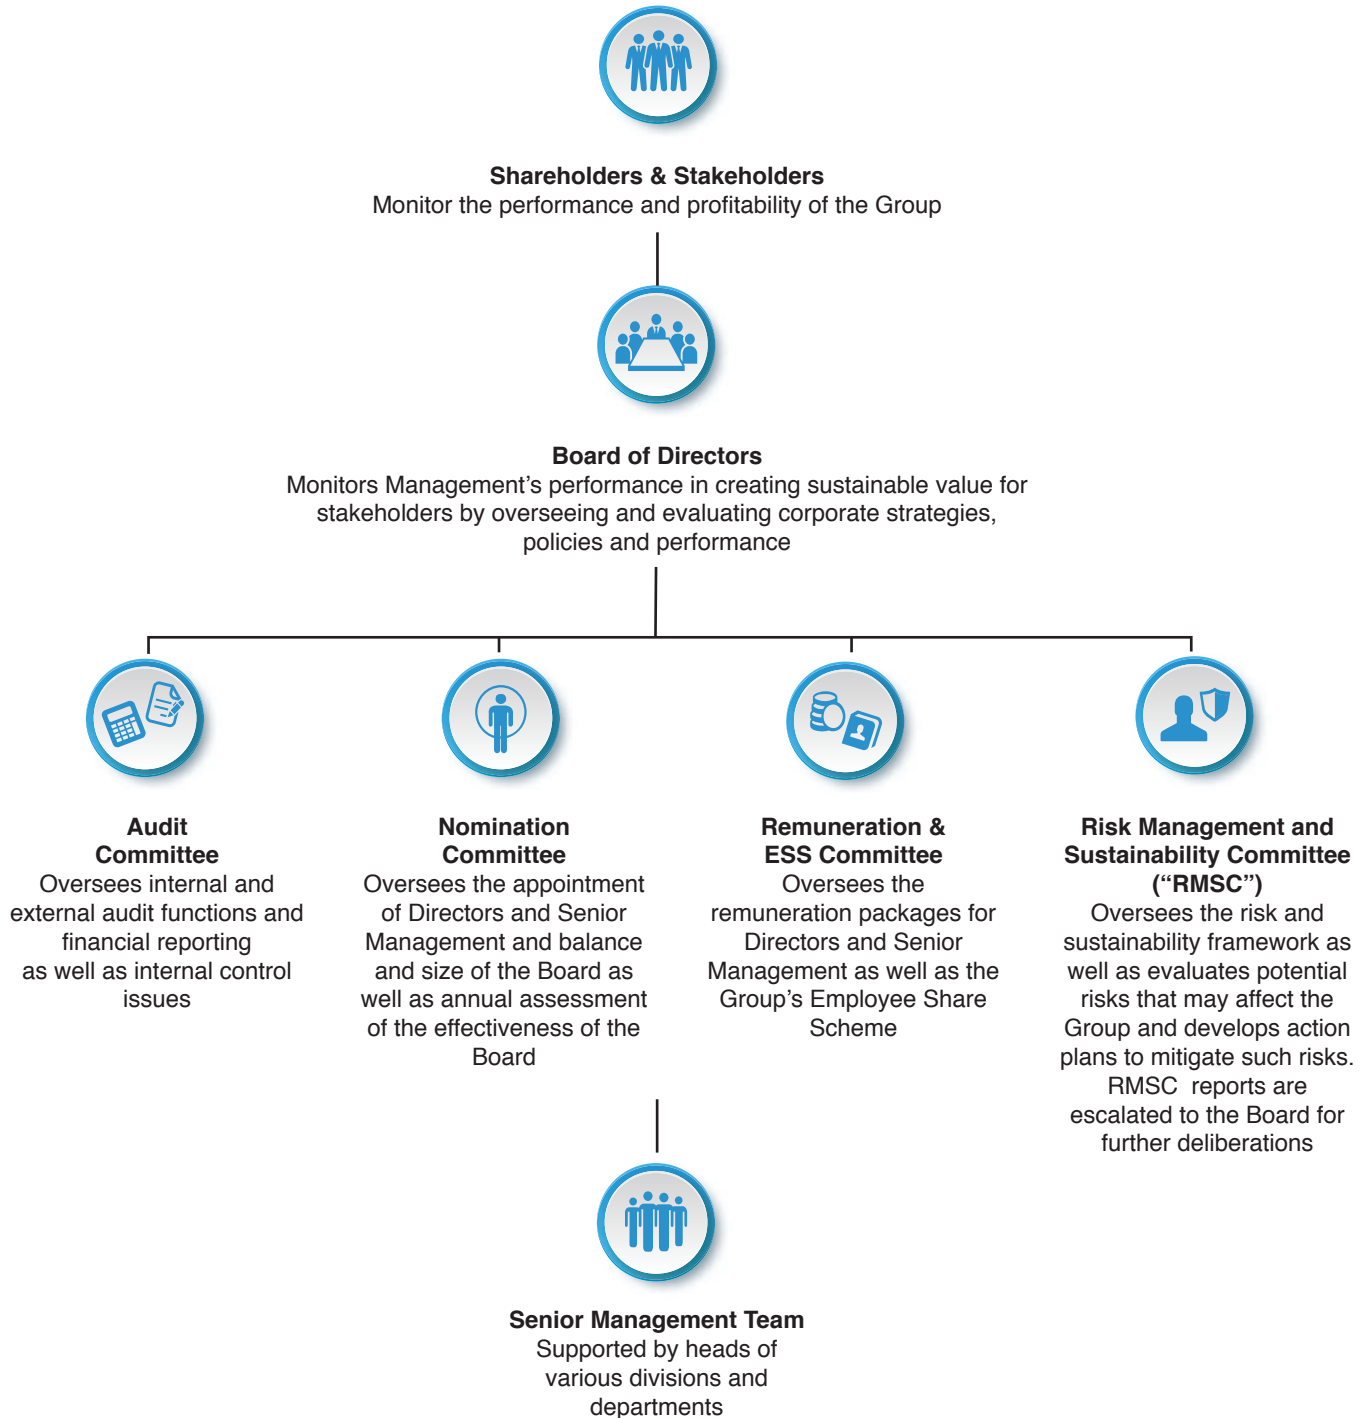 Shareholders & Stakeholders
Monitor the performance and profitability of the Group
Board of Directors
Monitors Management’s performance in creating sustainable value for
stakeholders by overseeing and evaluating corporate strategies,
policies and performance
Audit
Committee
Oversees internal and
external audit functions and
financial reporting
as well as internal control
issues
Nomination
Committee
Oversees the appointment
of Directors and Senior
Management and balance
and size of the Board as
well as annual assessment
of the effectiveness of the
Board
Remuneration &
ESS Committee
Oversees the
remuneration packages for
Directors and Senior
Management as well as the
Group’s Employee Share
Scheme
Risk Management and
Sustainability Committee
(“RMSC”)
Oversees the risk and
sustainability framework as
well as evaluates potential
risks that may affect the
Group and develops action
plans to mitigate such risks.
RMSC  reports are
escalated to the Board for
further deliberations
Senior Management Team
Supported by heads of
various divisions and
departments